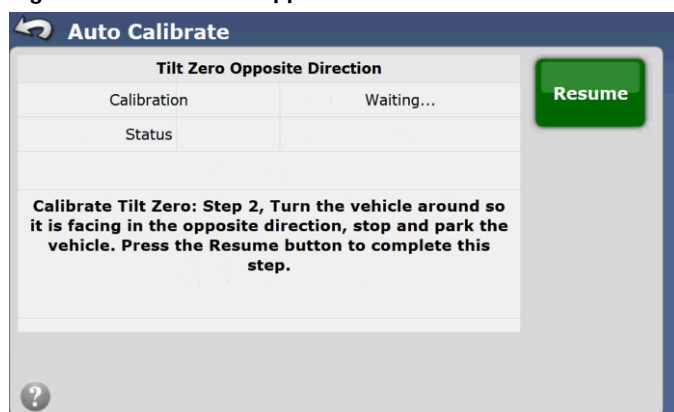 Auto Calibrate
Tilt Zero Opposite Direction
Calibration Waiting...
Resume
Status
Calibrate Tilt Zero: Step 2, Turn the vehicle around so
it is facing in the opposite direction, stop and park the
vehicle. Press the Resume button to complete this
step.
?